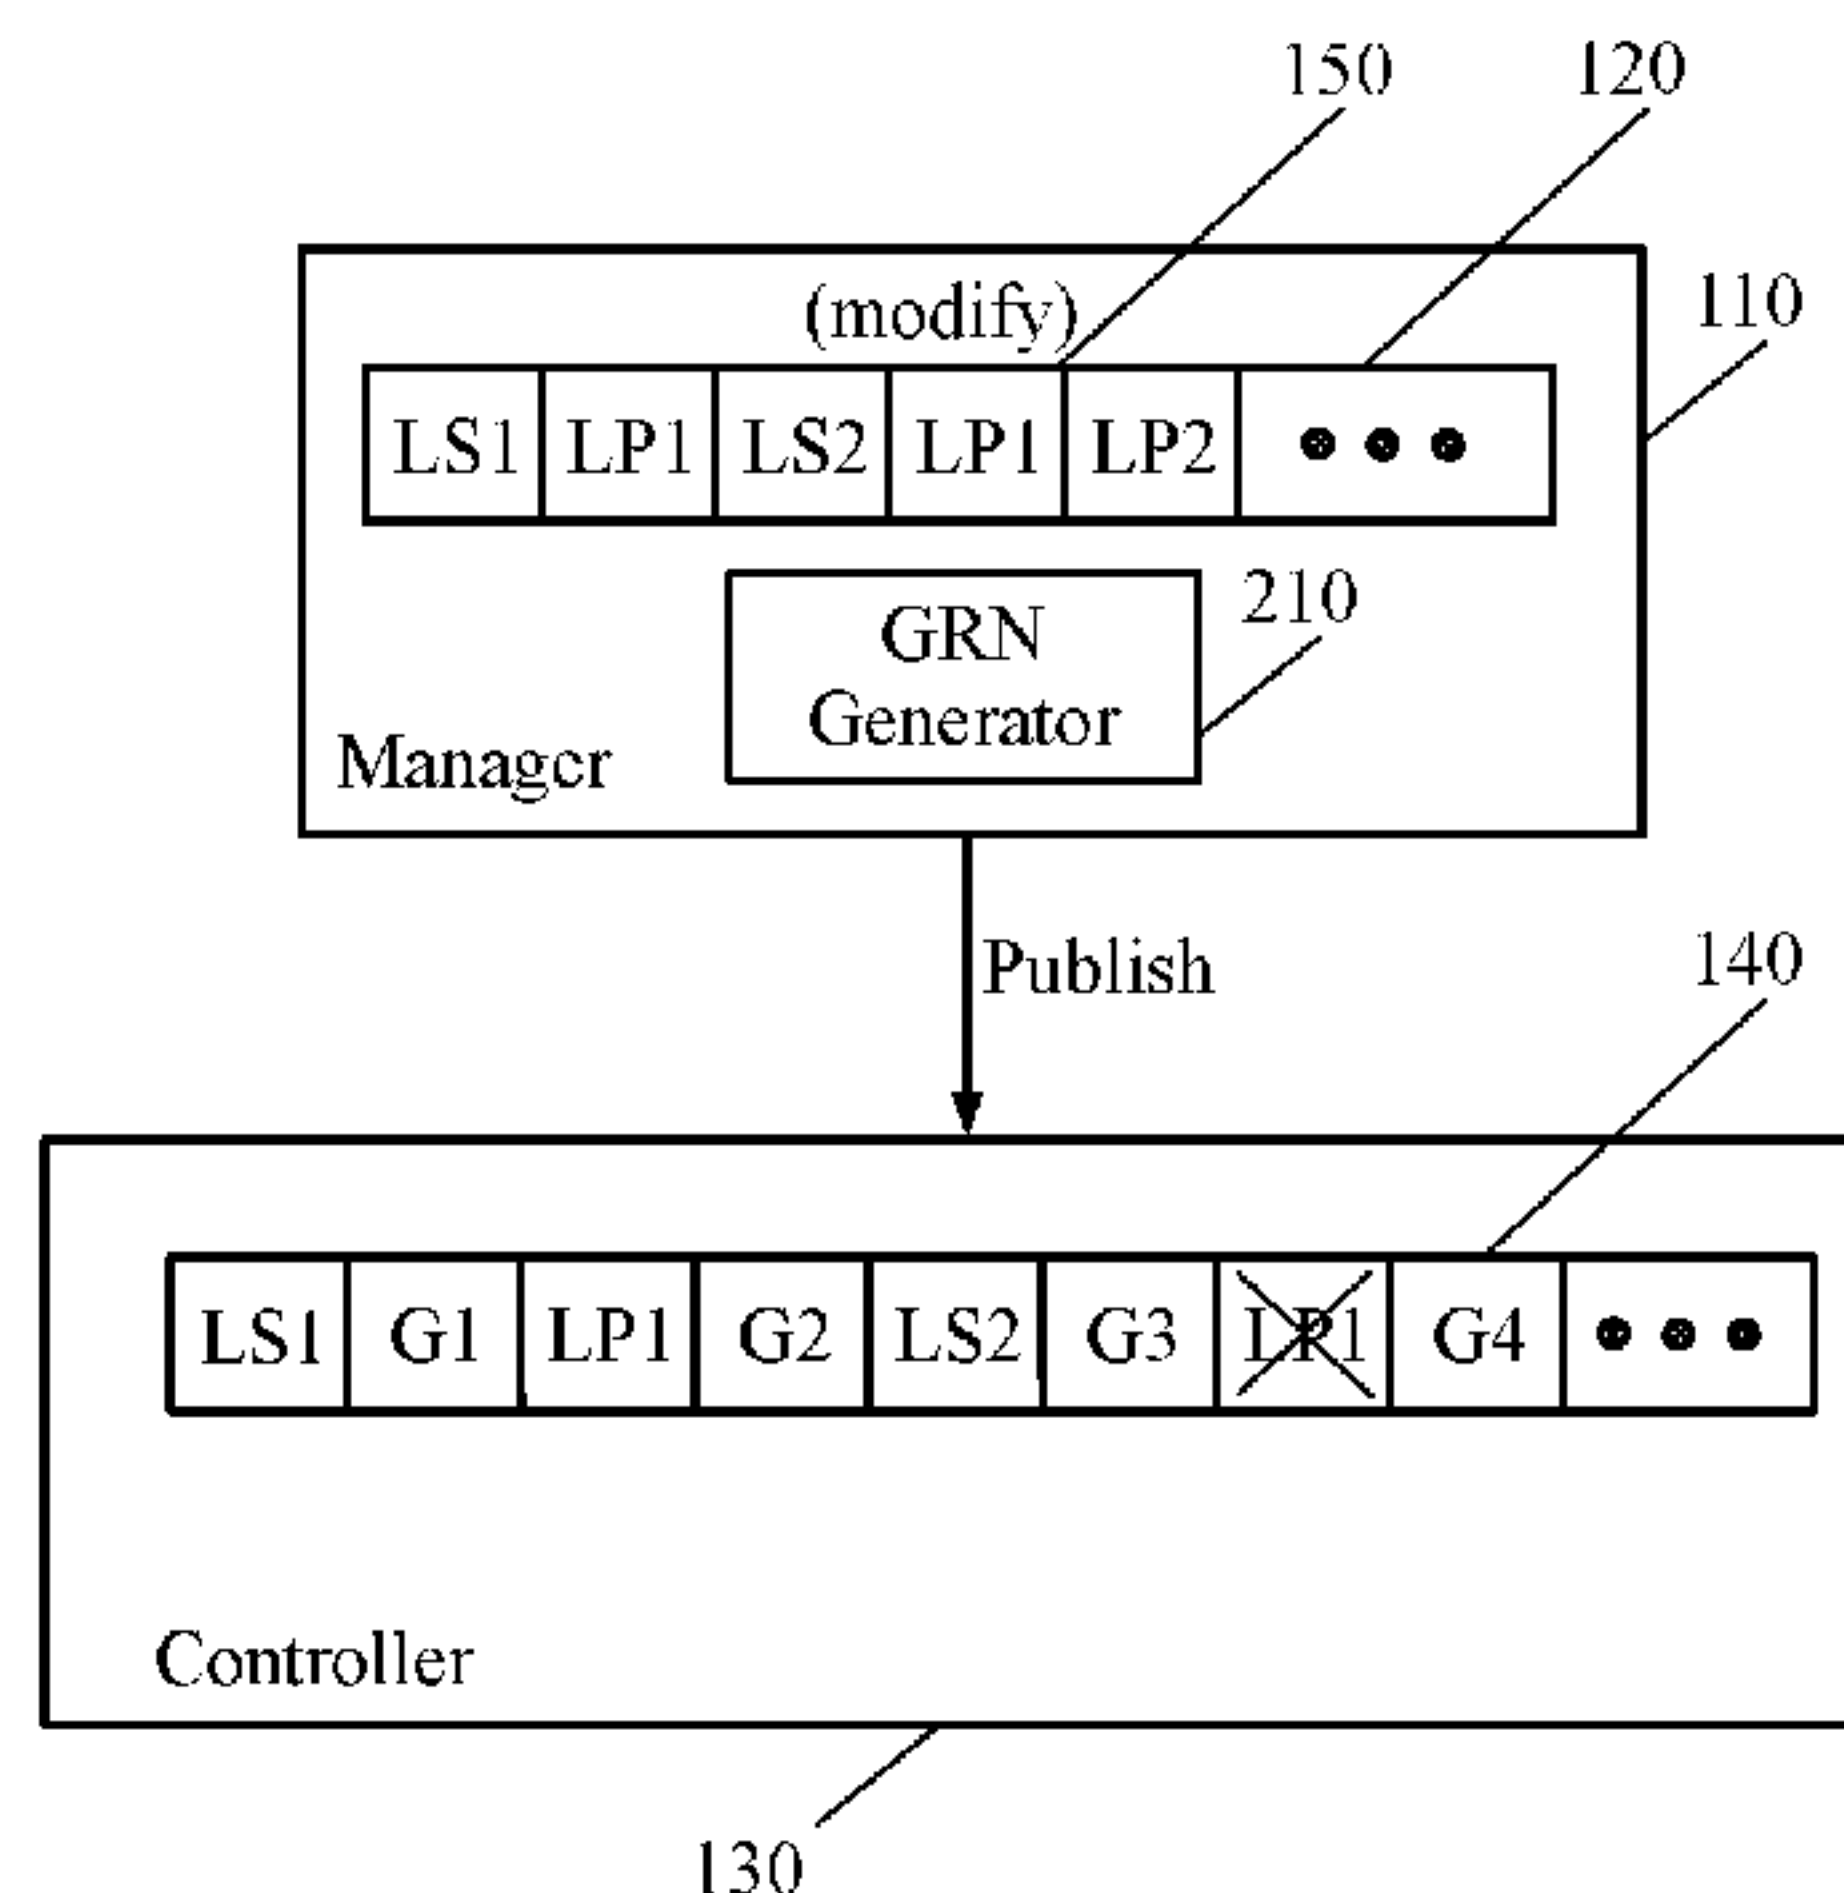 150 120
110
(modify)
LS1 LP1 LS2 LP1 LP2
210
GRN
Generator
Manager
Publish
140
LS1 G1 LP1 G2 LS2 G3 LP1 G4
Controller
130